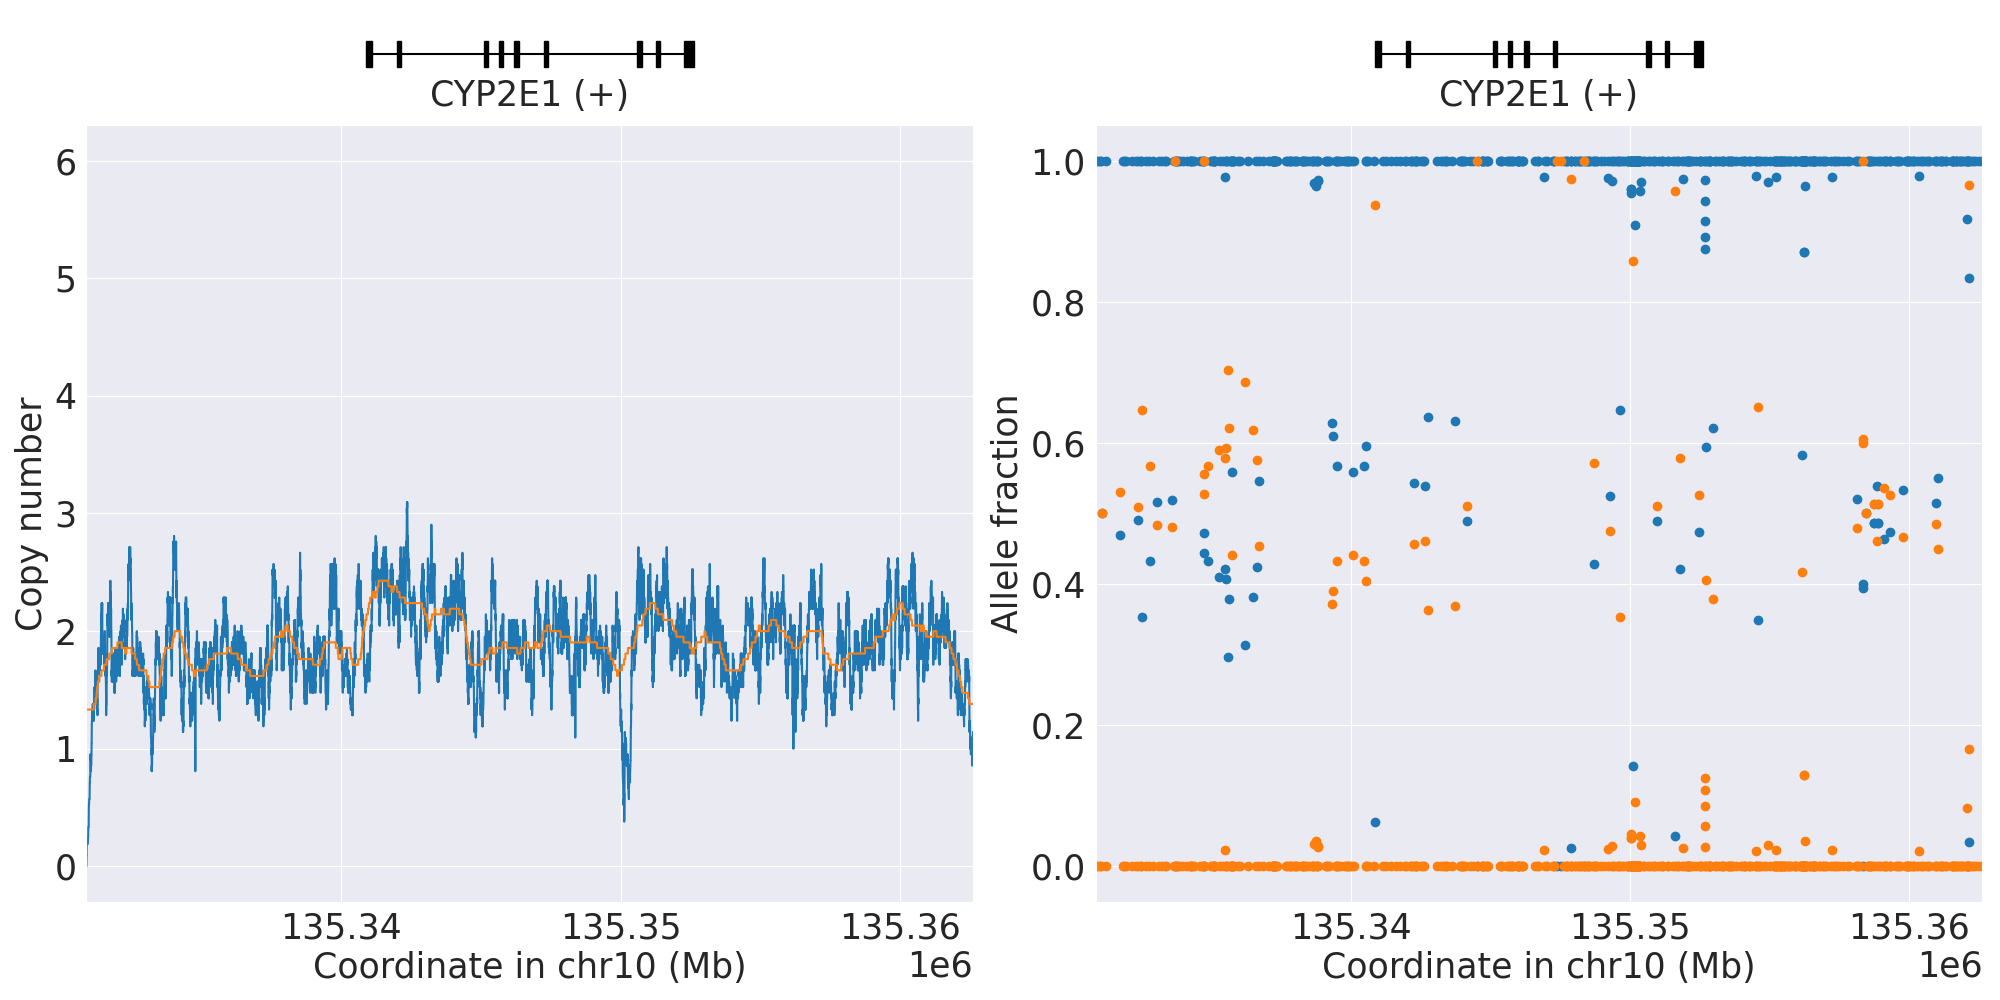 CYP2E1 (+)
6
5
4
3
2
1
0
Copy number
135.34 135.35 135.36
Coordinate in chr10 (Mb)
1e6
CYP2E1 (+)
1.0
0.8
0.6
0.4
0.2
0.0
Allele fraction
135.34 135.35 135.36
Coordinate in chr10 (Mb)
1e6